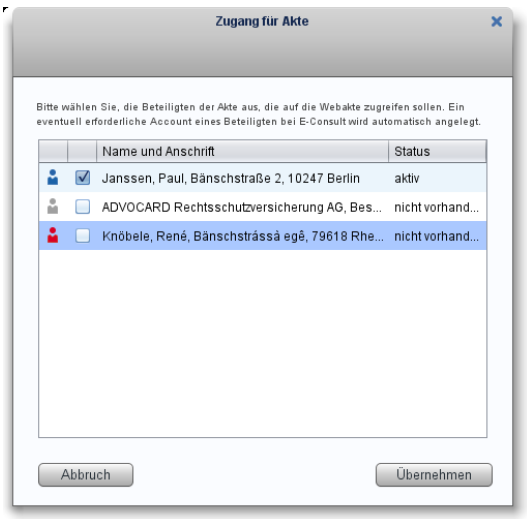 Zugang für Akte
Bitte wählen Sie, die Beteiligten der Akte aus, die auf die Webakte zugreifen sollen. Ein
eventuell erforderliche Account eines Beteiligten bei E-Consult wird automatisch angelegt.
Name und Anschrift Status
Janssen, Paul, Bänschstraße 2, 10247 Berlin aktiv
ADVOCARD Rechtsschutzversicherung AG, Bes... nicht vorhand...
Knöbele, René, Bänschstrássà egê, 79618 Rhe... nicht vorhand...
Abbruch Übernehmen